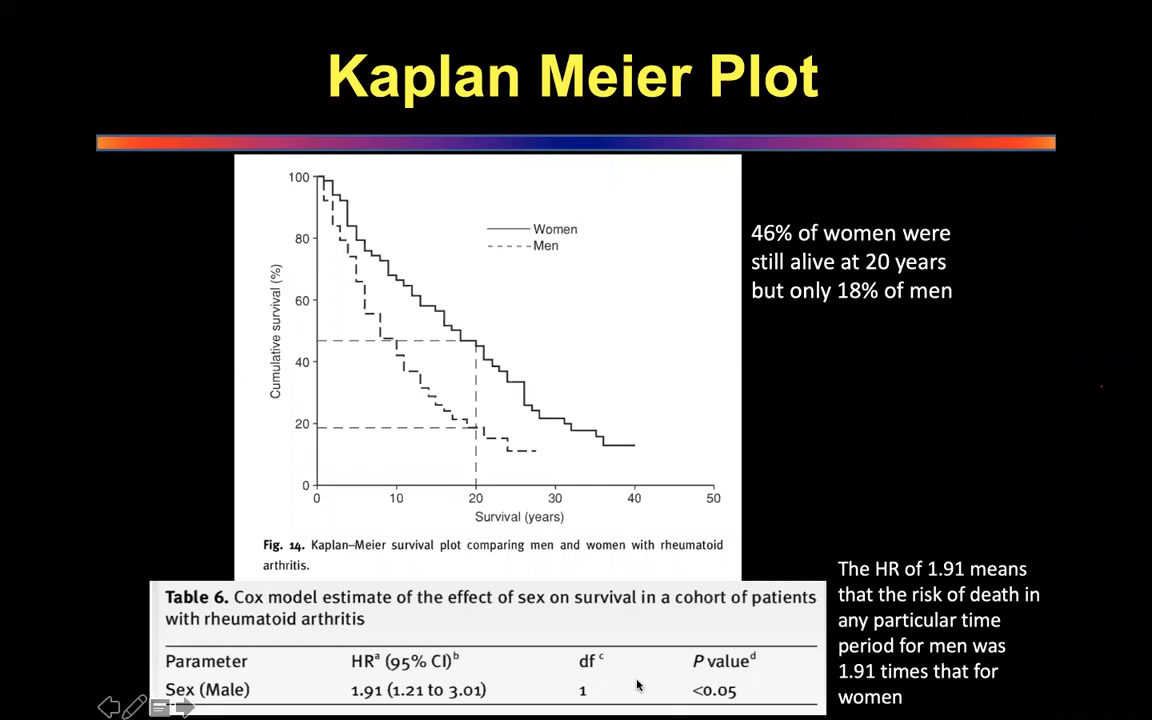 Kaplan Meier Plot
100
80
60
40
20
0
Cumulative survival (%)
Women
Men
0 10 20 30 40 50
Survival (years)
Fig. 14. Kaplan–Meier survival plot comparing men and women with rheumatoid
arthritis.
46% of women were
still alive at 20 years
but only 18% of men
Table 6. Cox model estimate of the effect of sex on survival in a cohort of patients
with rheumatoid arthritis
Parameter HRa (95% CI)b df c P valued
Sex (Male) 1.91 (1.21 to 3.01) 1 <0.05
The HR of 1.91 means
that the risk of death in
any particular time
period for men was
1.91 times that for
women